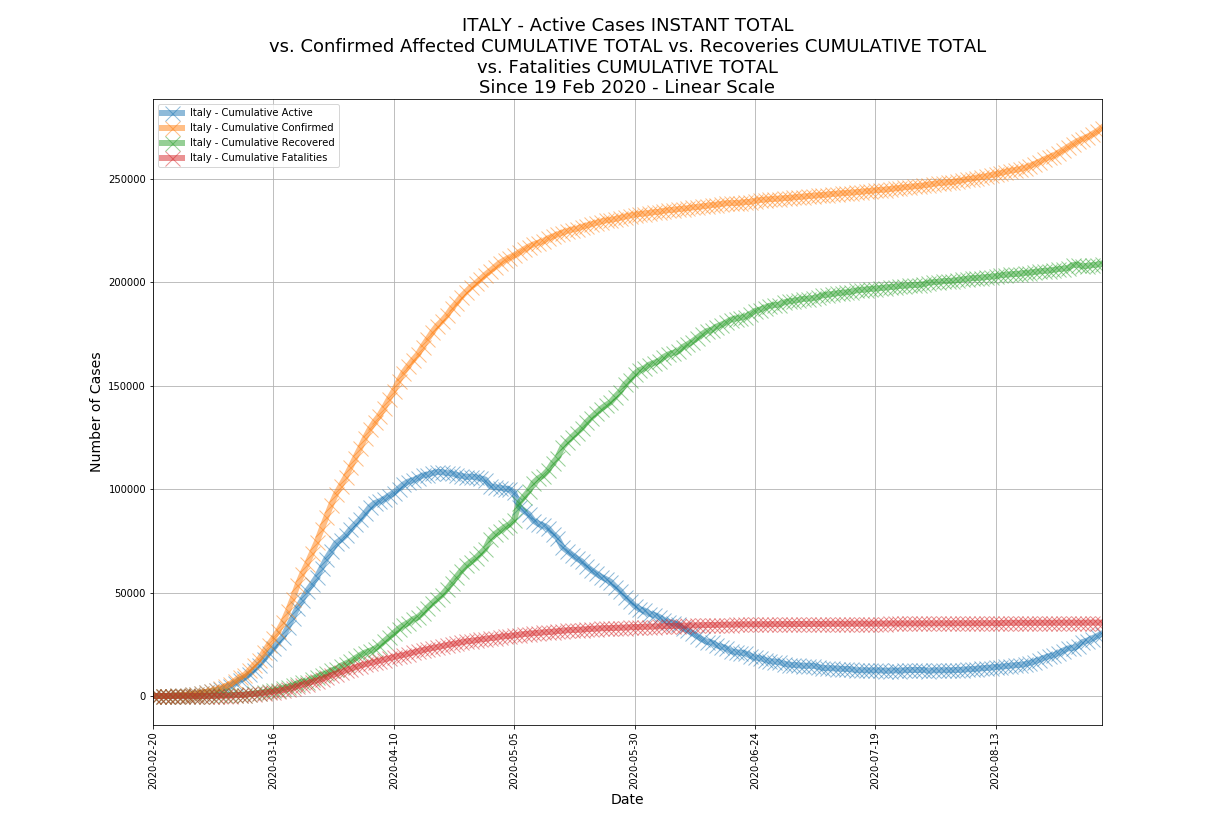 ITALY - Active Cases INSTANT TOTAL
vs. Confirmed Affected CUMULATIVE TOTAL vs. Recoveries CUMULATIVE TOTAL
vs. Fatalities CUMULATIVE TOTAL
Since 19 Feb 2020 - Linear Scale
Italy - Cumulative Active
Italy - Cumulative Confirmed
Italy - Cumulative Recovered
Italy - Cumulative Fatalities
Number of Cases
250000
200000
150000
100000
50000
0
2020-02-20
2020-03-16
2020-04-10
2020-05-05
2020-05-30
2020-06-24
2020-07-19
2020-08-13
Date